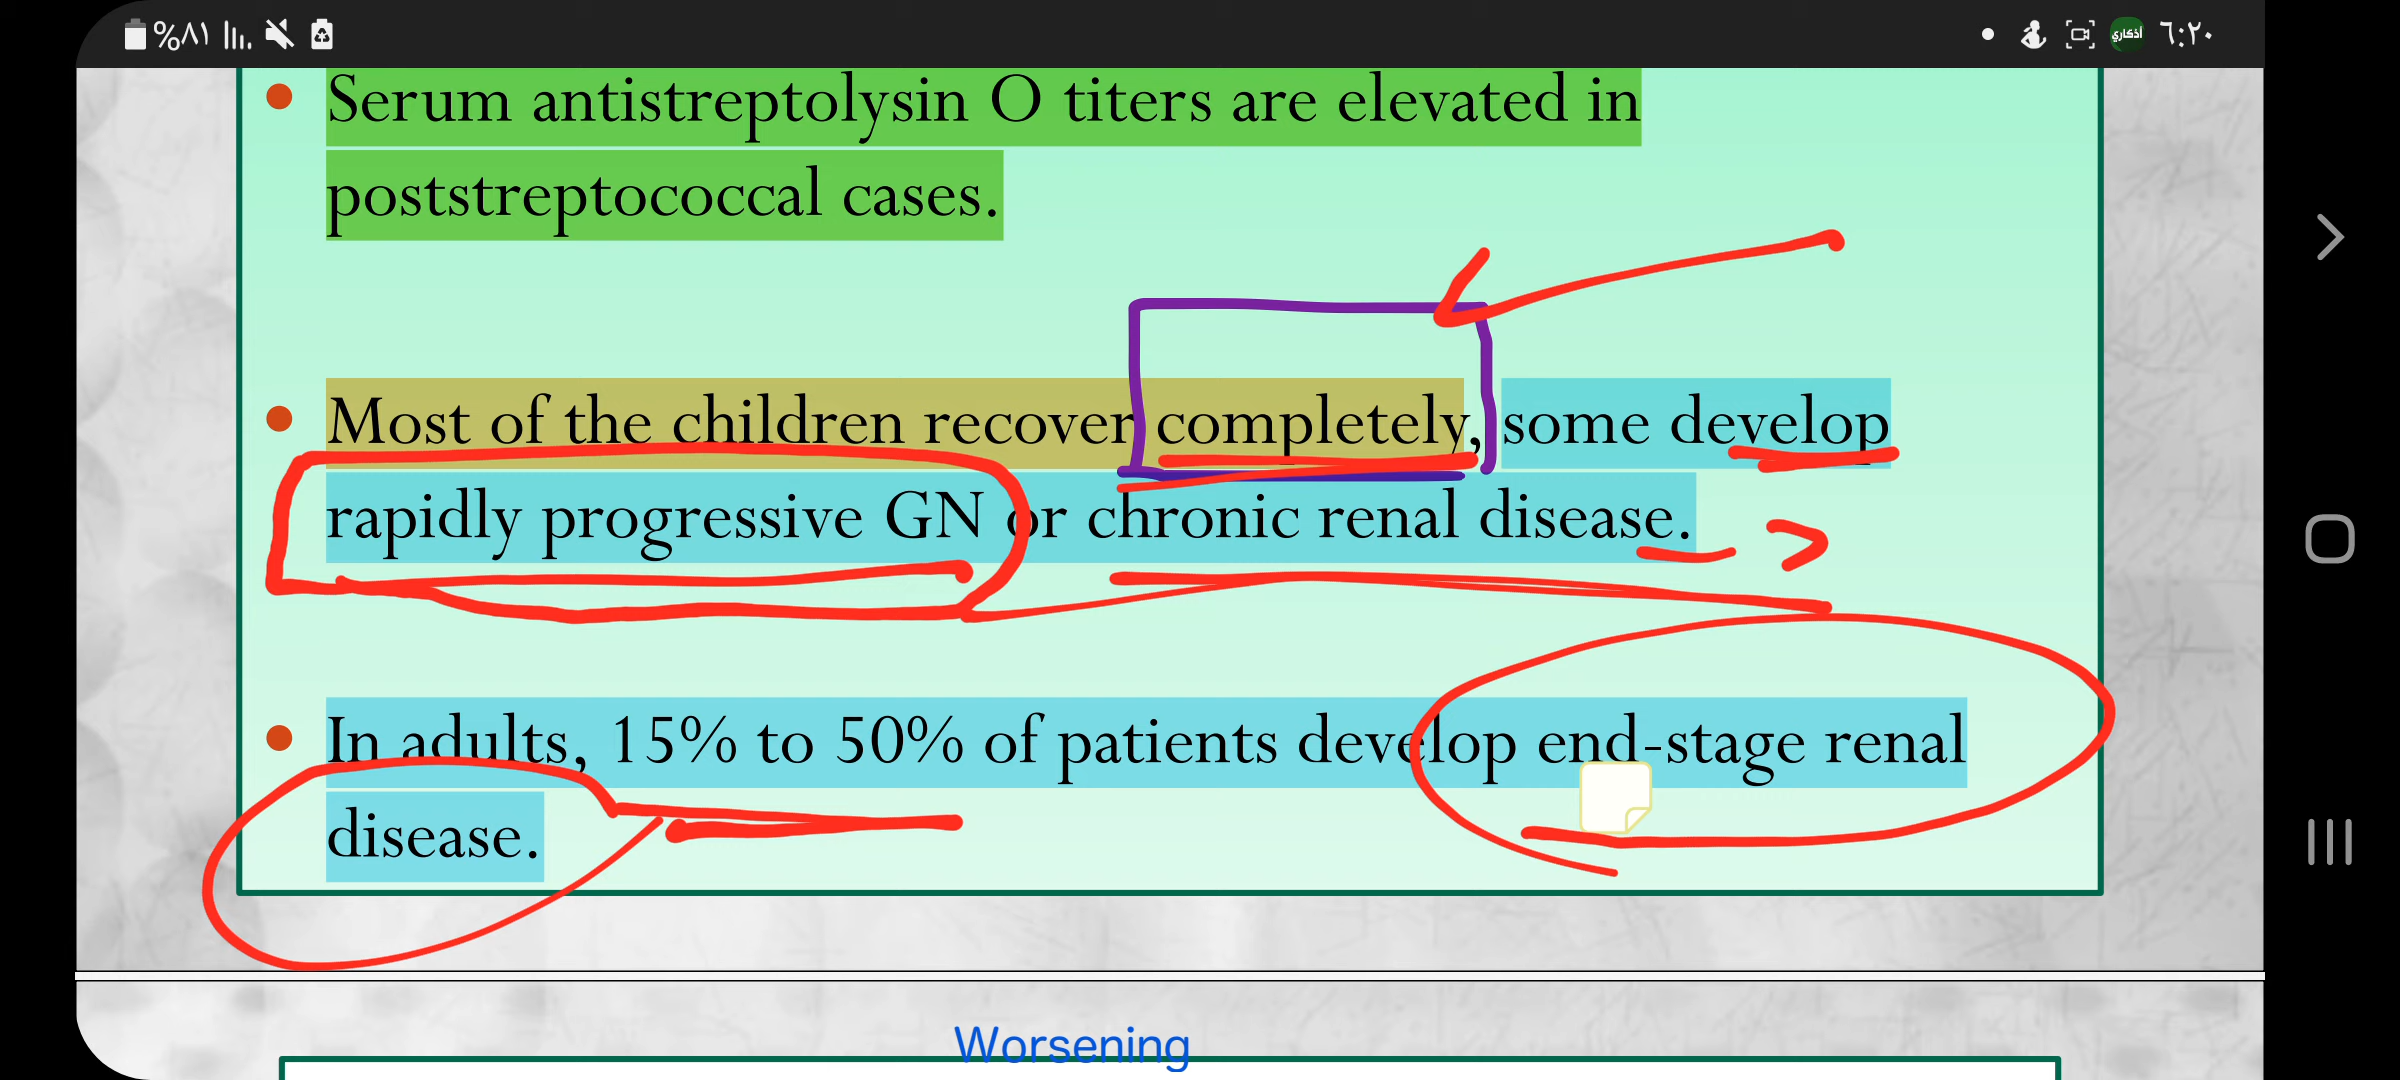 %٨١
أذكاري
٦:٢٠
Serum antistreptolysin O titers are elevated in
poststreptococcal cases.
Most of the children recover completely, some develop
rapidly progressive GN or chronic renal disease.
In adults, 15% to 50% of patients develop end-stage renal
disease.
Worsening